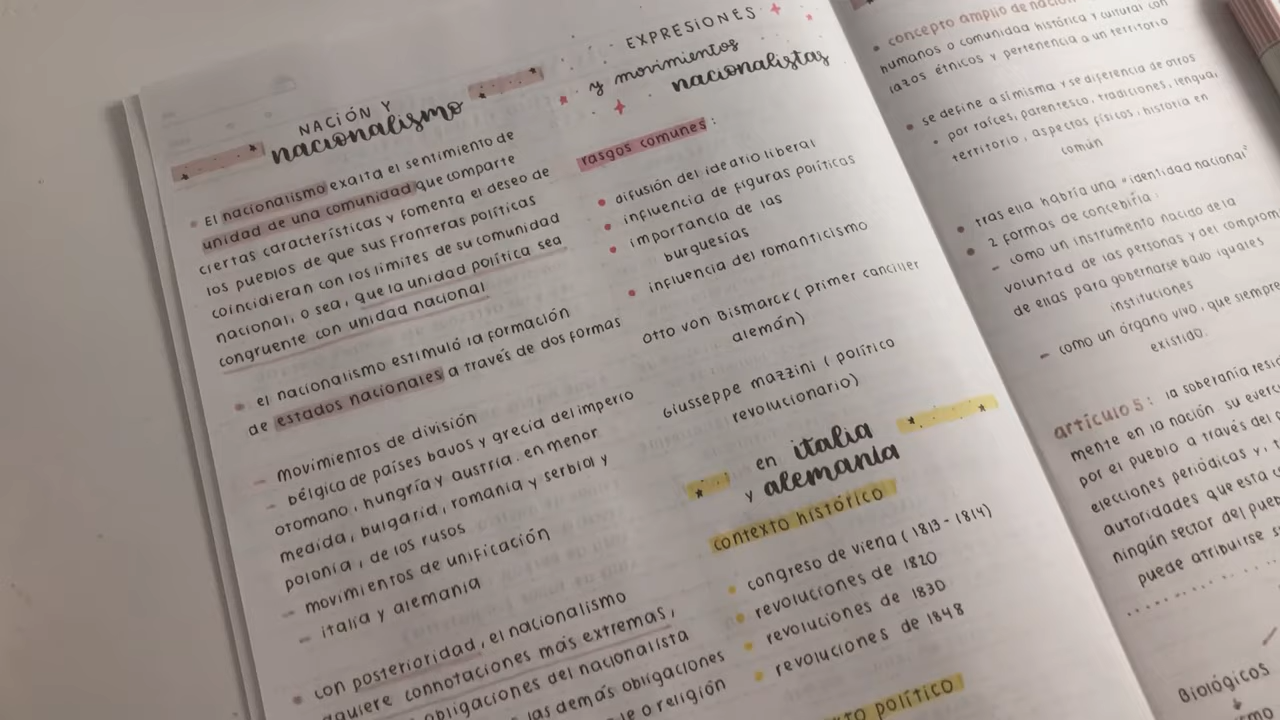 NACIÓN Y
nacionalismo
El nacionalismo exalta el sentimiento de
unidad de una comunidad que comparte
ciertas características y fomenta el deseo de
los pueblos de que sus fronteras políticas
coincidieran con los límites de su comunidad
nacional, o sea, que la unidad política sea
congruente con unidad nacional
el nacionalismo estimuló la formación
de estados nacionales a través de dos formas
- movimientos de división
- bélgica de países bajos y grecia del imperio
otomano, hungría y austria. en menor
medida, bulgaria, romanía y serbia| y
polonia, de los rusos
- movimientos de unificación
- italia y alemania
con posterioridad, el nacionalismo
connotaciones más extremas,
obligaciones del nacionalista
las demás obligaciones
o religión
EXPRESIONES
y movimientos
nacionalistas
rasgos comunes:
difusión del ideario liberal
influencia de figuras políticas
importancia de las
burguesías
influencia del romanticismo
Otto von Bismarck (primer canciller
alemán)
Giusseppe mazzini (político
revolucionario)
en italia
y alemania
contexto histórico
congreso de viena (1813-1814)
revoluciones de 1820
revoluciones de 1830
revoluciones de 1848
político
concepto amplio de
humanos o comunidad histórica y cultural con
lazos étnicos y pertenencia a un territorio
se define a sí misma y se diferencia de otros
por raíces, parentesco, tradiciones, lengua,
territorio, aspectos físicos, historia en
común
tras ella habría una "identidad nacional"
2 formas de concebirla:
- como un instrumento nacido de la
voluntad de las personas y del
de ellas para gobernarse bajo iguales
instituciones
- como un órgano vivo, que siempre
existido.
artículo 5: la soberanía
mente en la nación. su
por el pueblo a través del
elecciones periódicas y,
autoridades que esta
ningún sector del
puede atribuirse
Biológicos